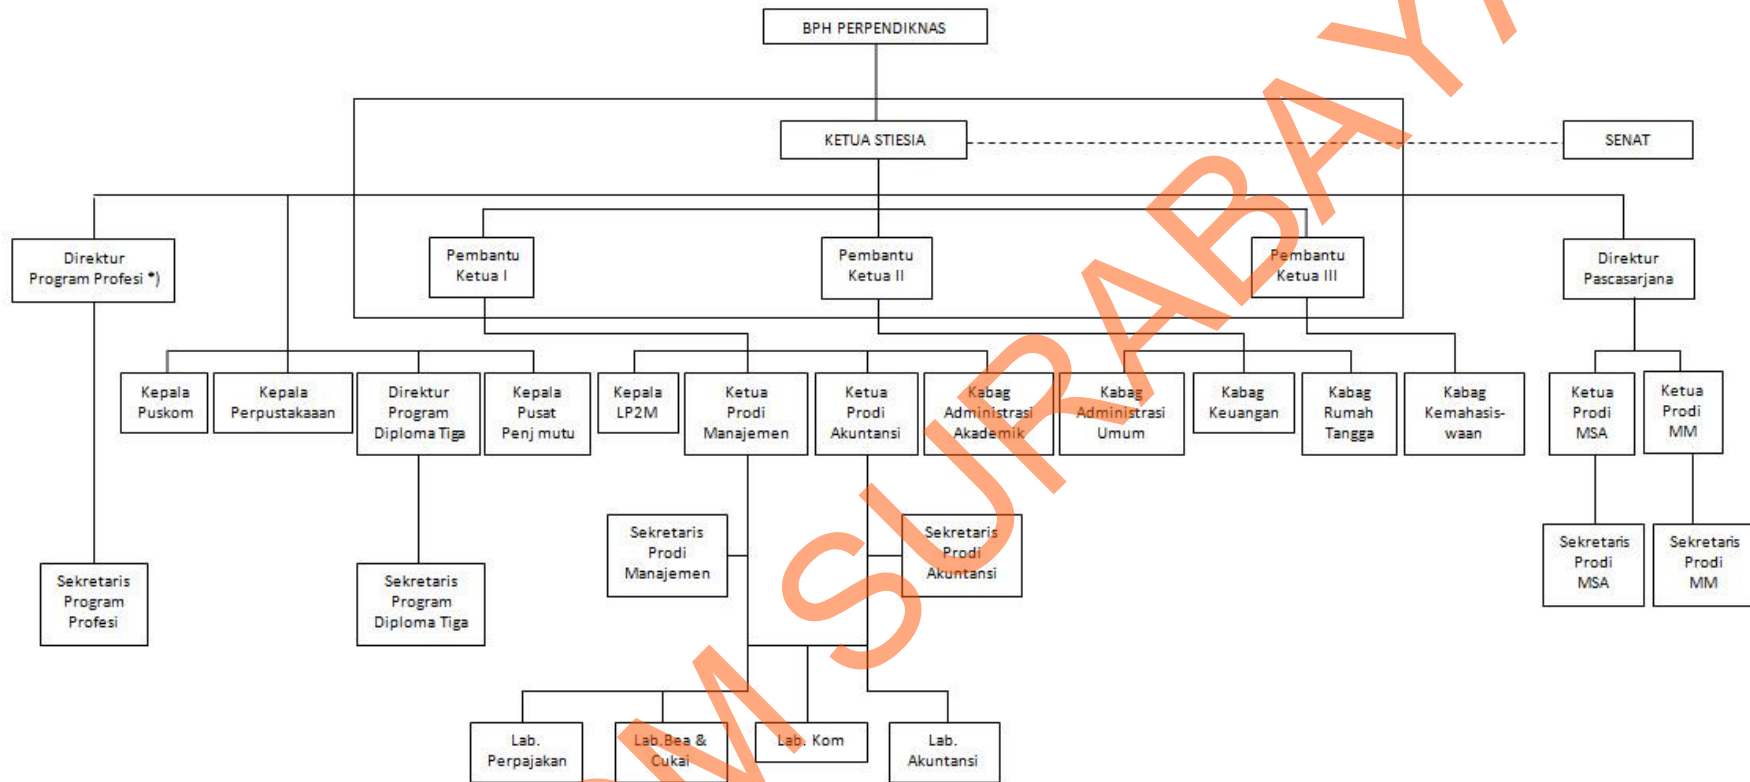 BPH PERPENDIKNAS
KETUA STIESIA
SENAT
Direktur
Program Profesi *)
Pembantu
Ketua I
Pembantu
Ketua II
Pembantu
Ketua III
Direktur
Pascasarjana
Kepala
Puskom
Kepala
Perpustakaaan
Direktur
Program
Diploma Tiga
Kepala
Pusat
Penj mutu
Kepala
LP2M
Ketua
Prodi
Manajemen
Ketua
Prodi
Akuntansi
Kabag
Administrasi
Akademik
Kabag
Administrasi
Umum
Kabag
Keuangan
Kabag
Rumah
Tangga
Kabag
Kemahasis-
waan
Ketua
Prodi
MSA
Ketua
Prodi
MM
Sekretaris
Program
Profesi
Sekretaris
Program
Diploma Tiga
Sekretaris
Prodi
Manajemen
Sekretaris
Prodi
Akuntansi
Sekretaris
Prodi
MSA
Sekretaris
Prodi
MM
Lab.
Perpajakan
Lab.Bea &
Cukai
Lab. Kom
Lab.
Akuntansi
M SURABAYA